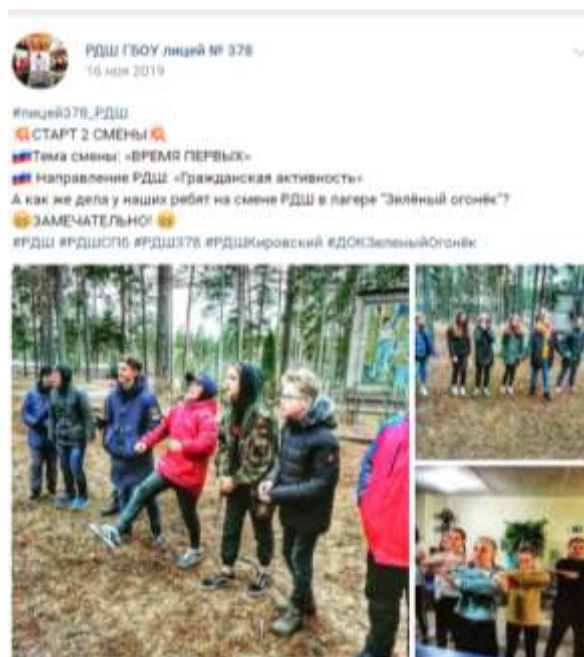 РДШ ГБОУ лицей № 378
16 ноя 2019
#лицей378_РДШ
💥СТАРТ 2 СМЕНЫ💥
🇷🇺Тема смены: «ВРЕМЯ ПЕРВЫХ»
🇷🇺 Направление РДШ: «Гражданская активность»
А как же дела у наших ребят на смене РДШ в лагере "Зелёный огонёк"?
😊ЗАМЕЧАТЕЛЬНО! 😊
#РДШ #РДШСПб #РДШ378 #РДШКировский #ДОКЗеленыйОгонёк